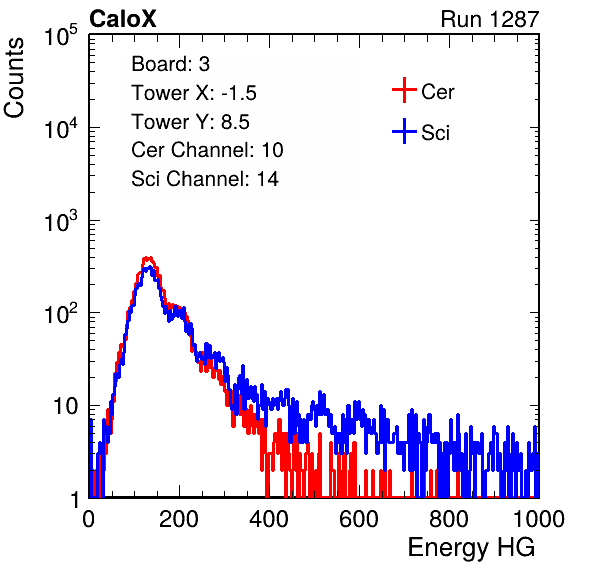 CaloX Run 1287
Counts
10^5
10^4
10^3
10^2
10
1
Board: 3
Tower X: -1.5
Tower Y: 8.5
Cer Channel: 10
Sci Channel: 14
Cer
Sci
0 200 400 600 800 1000
Energy HG